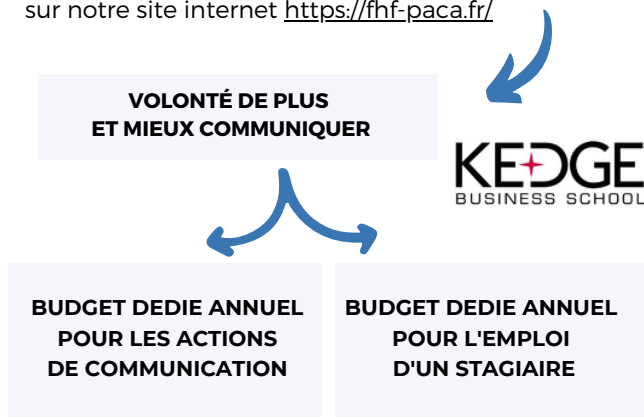 sur notre site internet https://fhf-paca.fr/
VOLONTÉ DE PLUS
ET MIEUX COMMUNIQUER
KEDGE
BUSINESS SCHOOL
BUDGET DEDIE ANNUEL
POUR LES ACTIONS
DE COMMUNICATION
BUDGET DEDIE ANNUEL
POUR L'EMPLOI
D'UN STAGIAIRE